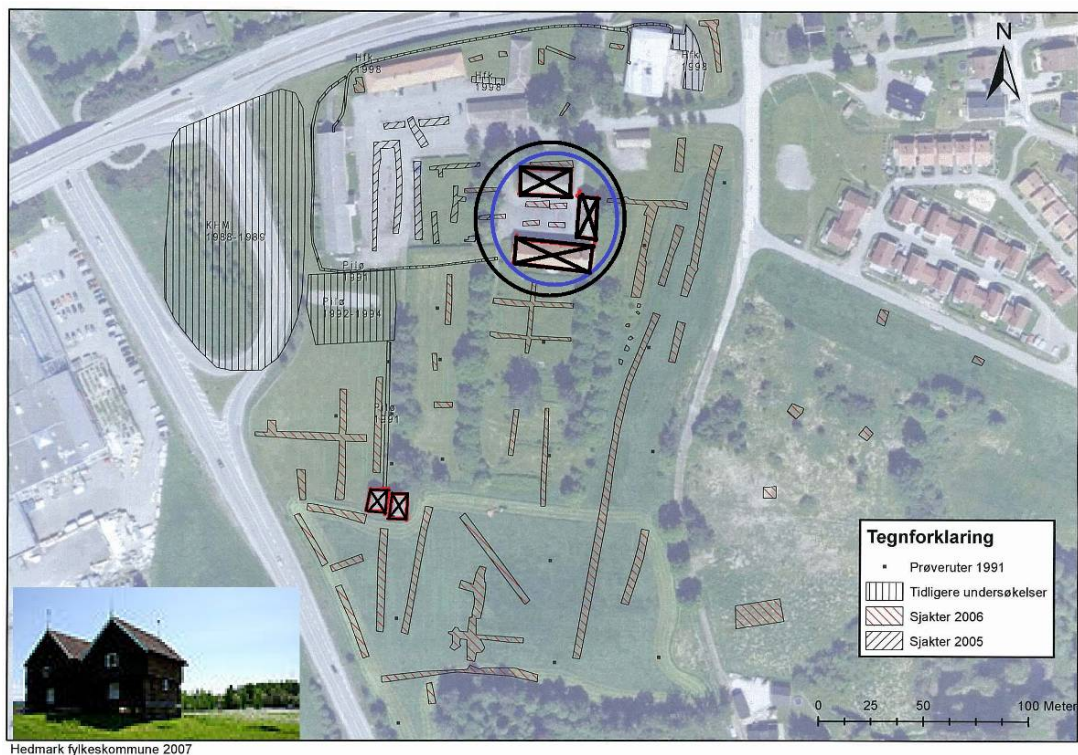 Hfk
1998
Hfk
1998
Hfk
1998
N
KHM
1988-1989
Pilø
1991
Pilø
1992-1994
Pilø
1991
Tegnforklaring
Prøveruter 1991
Tidligere undersøkelser
Sjakter 2006
Sjakter 2005
0 25 50 100 Meter
Hedmark fylkeskommune 2007